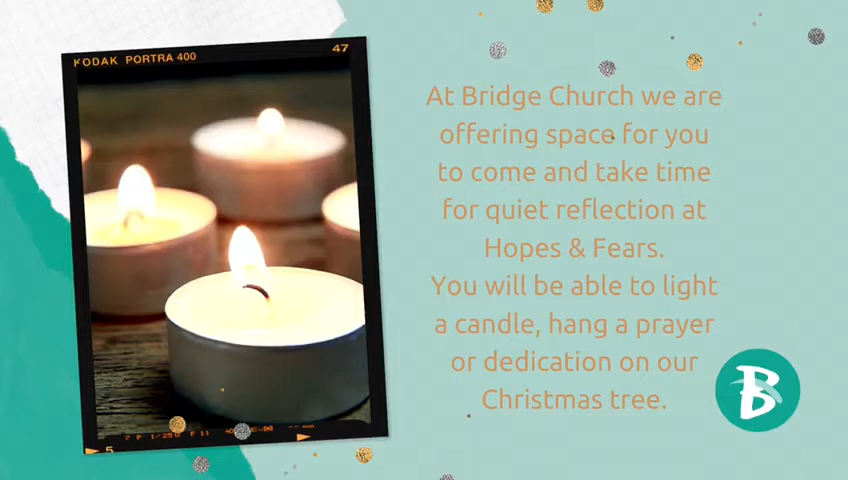 KODAK PORTRA 400 47
At Bridge Church we are
offering space for you
to come and take time
for quiet reflection at
Hopes & Fears.
You will be able to light
a candle, hang a prayer
or dedication on our
Christmas tree.
B
5